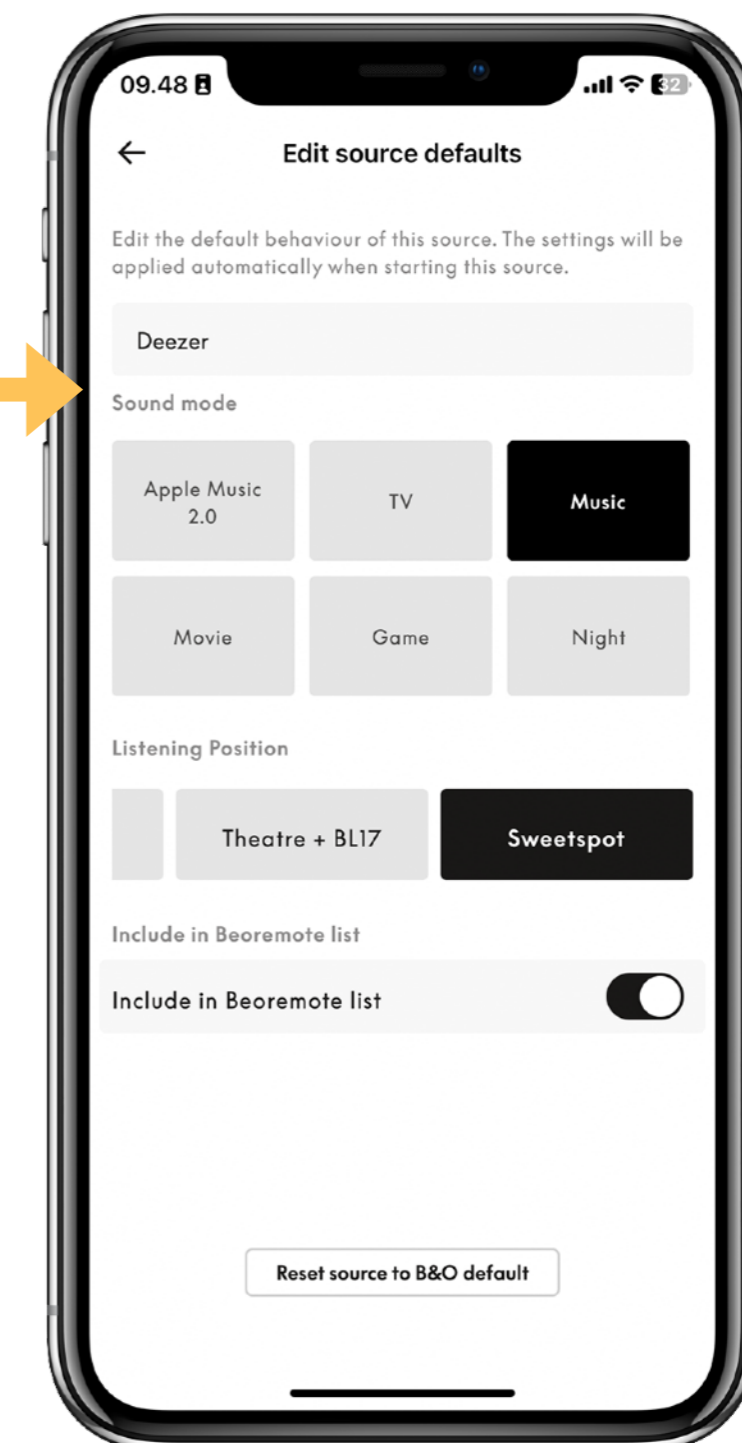 09.48
32
Edit source defaults
Edit the default behaviour of this source. The settings will be
applied automatically when starting this source.
Deezer
Sound mode
Apple Music
2.0
TV
Music
Movie
Game
Night
Listening Position
Theatre + BL17
Sweetspot
Include in Beoremote list
Include in Beoremote list
Reset source to B&O default